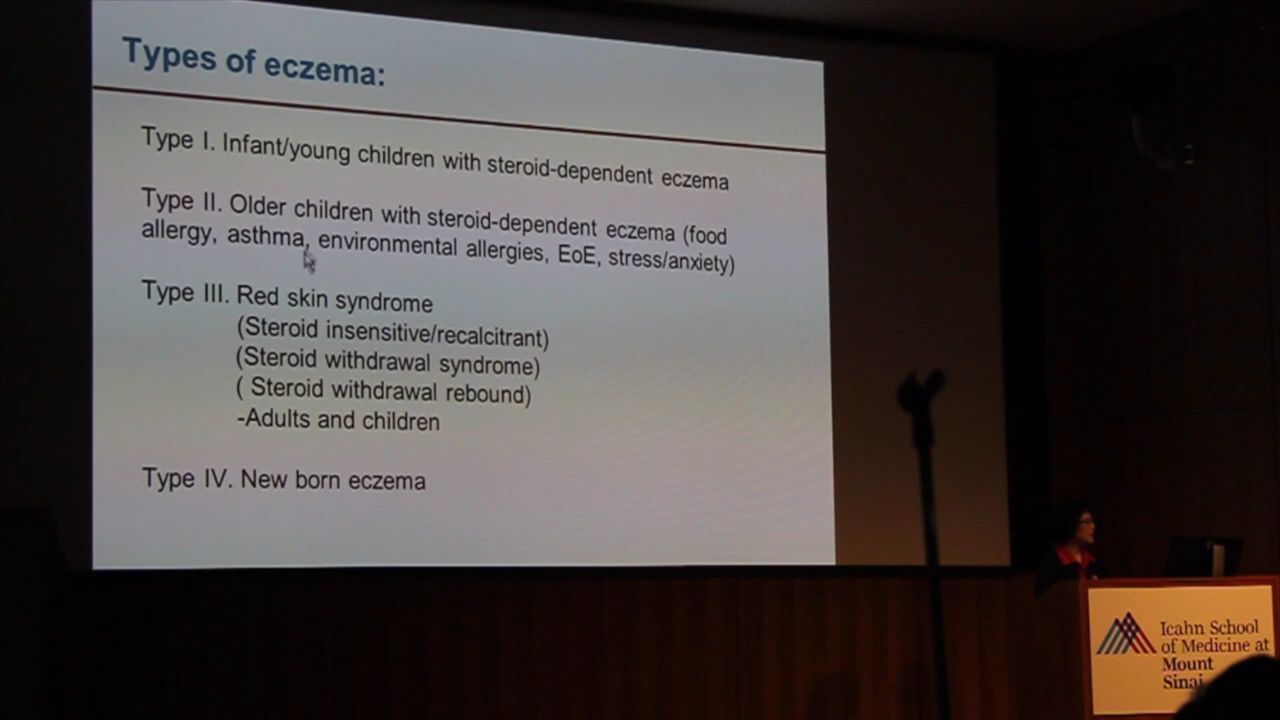 Types of eczema:
Type I. Infant/young children with steroid-dependent eczema
Type II. Older children with steroid-dependent eczema (food
allergy, asthma, environmental allergies, EoE, stress/anxiety)
Type III. Red skin syndrome
(Steroid insensitive/recalcitrant)
(Steroid withdrawal syndrome)
( Steroid withdrawal rebound)
-Adults and children
Type IV. New born eczema
Icahn School
of Medicine at
Mount
Sinai